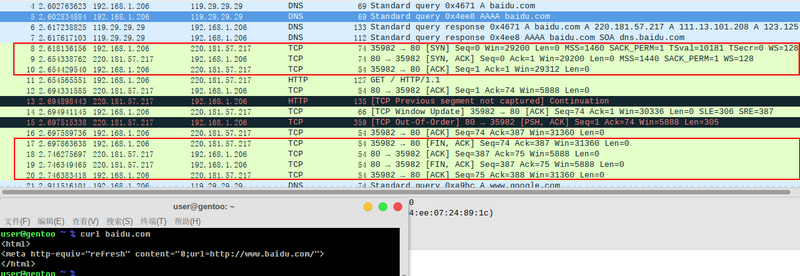 4 2.602763623 192.168.1.206 119.29.29.29 DNS 69 Standard query 0x4671 A baidu.com
5 2.602834884 192.168.1.206 119.29.29.29 DNS 69 Standard query 0x4ee8 AAAA baidu.com
6 2.617238825 119.29.29.29 192.168.1.206 DNS 133 Standard query response 0x4671 A baidu.com A 220.181.57.217 A 111.13.101.208 A 123.125
7 2.617617118 119.29.29.29 192.168.1.206 DNS 112 Standard query response 0x4ee8 AAAA baidu.com SOA dns.baidu.com
8 2.618136156 192.168.1.206 220.181.57.217 TCP 74 35982 → 80 [SYN] Seq=0 Win=29200 Len=0 MSS=1460 SACK_PERM=1 TSval=10181 TSecr=0 WS=128
9 2.654338762 220.181.57.217 192.168.1.206 TCP 74 80 → 35982 [SYN, ACK] Seq=0 Ack=1 Win=29200 Len=0 MSS=1440 SACK_PERM=1 WS=128
10 2.654429540 192.168.1.206 220.181.57.217 TCP 54 35982 → 80 [ACK] Seq=1 Ack=1 Win=29312 Len=0
11 2.654565551 192.168.1.206 220.181.57.217 HTTP 127 GET / HTTP/1.1
12 2.694331585 220.181.57.217 192.168.1.206 TCP 54 80 → 35982 [ACK] Seq=1 Ack=74 Win=5888 Len=0
13 2.694898443 220.181.57.217 192.168.1.206 HTTP 135 [TCP Previous segment not captured] Continuation
14 2.694941145 192.168.1.206 220.181.57.217 TCP 66 [TCP Window Update] 35982 → 80 [ACK] Seq=74 Ack=1 Win=30336 Len=0 SLE=306 SRE=387
15 2.697515338 220.181.57.217 192.168.1.206 TCP 359 [TCP Out-Of-Order] 80 → 35982 [PSH, ACK] Seq=1 Ack=74 Win=5888 Len=305
16 2.697589736 192.168.1.206 220.181.57.217 TCP 54 35982 → 80 [ACK] Seq=74 Ack=387 Win=31360 Len=0
17 2.697863638 192.168.1.206 220.181.57.217 TCP 54 35982 → 80 [FIN, ACK] Seq=74 Ack=387 Win=31360 Len=0
18 2.746275697 220.181.57.217 192.168.1.206 TCP 54 80 → 35982 [ACK] Seq=387 Ack=75 Win=5888 Len=0
19 2.746349465 220.181.57.217 192.168.1.206 TCP 54 80 → 35982 [FIN, ACK] Seq=387 Ack=75 Win=5888 Len=0
20 2.746383418 192.168.1.206 220.181.57.217 TCP 54 35982 → 80 [ACK] Seq=75 Ack=388 Win=31360 Len=0
21 2.911516101 192.168.1.206 119.29.29.29 DNS 74 Standard query 0xa9bc A www.google.com
user@gentoo: ~
0
4:ee:07:24:89:1c)
文件(F) 编辑(E) 查看(V) 搜索(S) 终端(T) 帮助(H)
user@gentoo ~ % curl baidu.com
<html>
<meta http-equiv="refresh" content="0;url=http://www.baidu.com/">
</html>
user@gentoo ~ %